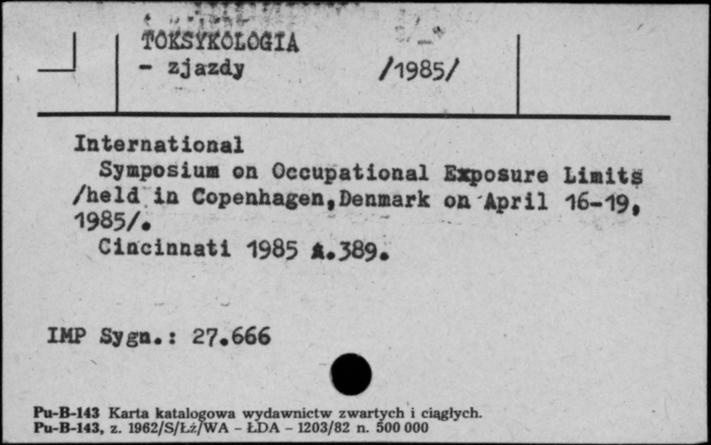 TOKSYKOLOGIA
- zjazdy /1985/
International
Symposium on Occupational Exposure Limits
/held in Copenhagen,Denmark on April 16-19,
1985/.
Cincinnati 1985 s.389.
IMP Sygn.: 27.666
Pu-B-143 Karta katalogowa wydawnictw zwartych i ciągłych.
Pu-B-143, z. 1962/S/Łż/WA - ŁDA - 1203/82 n. 500 000